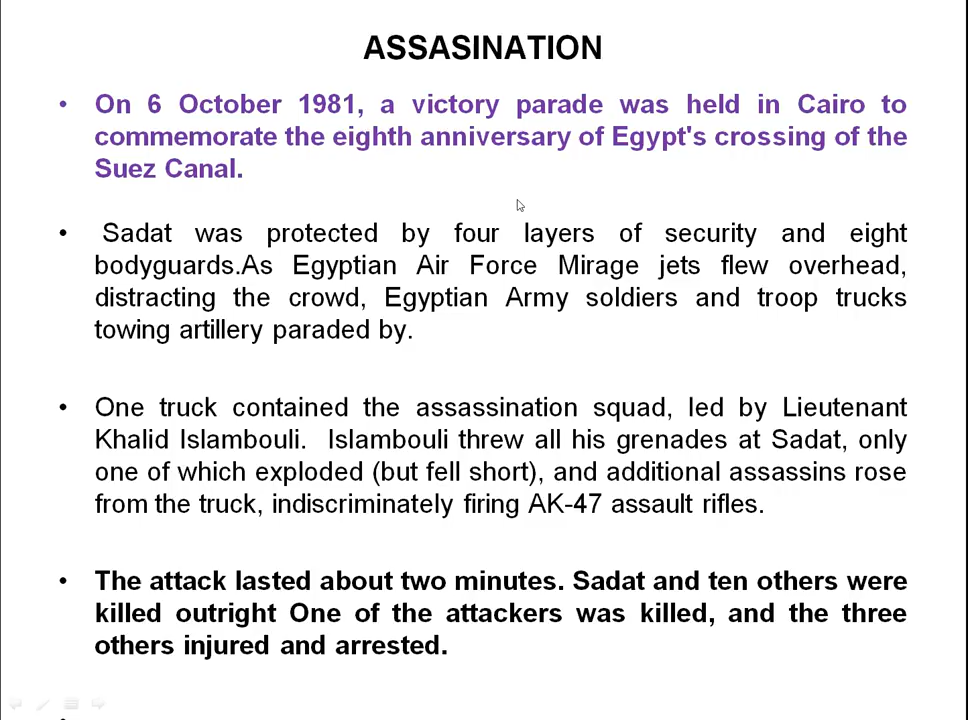 ASSASINATION
• On 6 October 1981, a victory parade was held in Cairo to
commemorate the eighth anniversary of Egypt's crossing of the
Suez Canal.
• Sadat was protected by four layers of security and eight
bodyguards.As Egyptian Air Force Mirage jets flew overhead,
distracting the crowd, Egyptian Army soldiers and troop trucks
towing artillery paraded by.
• One truck contained the assassination squad, led by Lieutenant
Khalid Islambouli. Islambouli threw all his grenades at Sadat, only
one of which exploded (but fell short), and additional assassins rose
from the truck, indiscriminately firing AK-47 assault rifles.
• The attack lasted about two minutes. Sadat and ten others were
killed outright One of the attackers was killed, and the three
others injured and arrested.